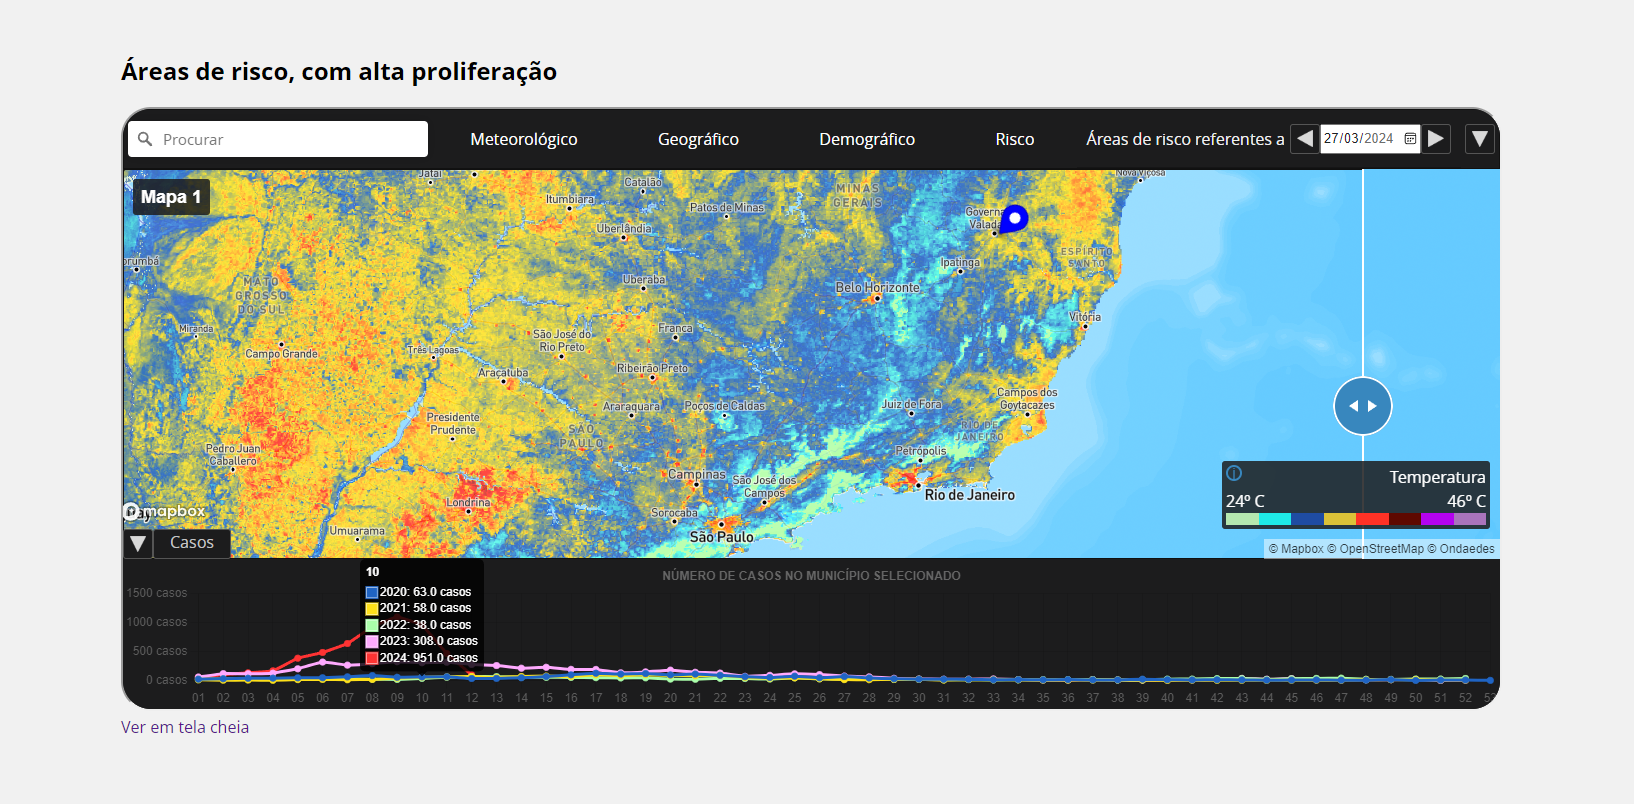 Áreas de risco, com alta proliferação
Procurar
Meteorológico
Geográfico
Demográfico
Risco
Áreas de risco referentes a
27/03/2024
Mapa 1
Jataí
Catalão
Nova Viçosa
Itumbiara
MINAS
GERAIS
Patos de Minas
Uberlândia
Governa
Valada
ESPÍRITO
SANTO
orumbá
Ipatinga
MATO
GROSSO
DO SUL
Uberaba
Belo Horizonte
Vitória
Miranda
Franca
São José do
Rio Preto
Campo Grande
Três Lagoas
Ribeirão Preto
Araçatuba
Campos dos
Goytacazes
Araraquara
Poços de Caldas
Juiz de Fora
Presidente
Prudente
SÃO
PAULO
RIO DE
JANEIRO
Pedro Juan
Caballero
Petrópolis
Campinas
São José dos
Campos
Rio de Janeiro
Londrina
Sorocaba
Umuarama
São Paulo
mapbox
Temperatura
24º C
46º C
© Mapbox © OpenStreetMap © Ondaedes
Casos
NÚMERO DE CASOS NO MUNICÍPIO SELECIONADO
10
2020: 63.0 casos
2021: 58.0 casos
2022: 38.0 casos
2023: 308.0 casos
2024: 951.0 casos
1500 casos
1000 casos
500 casos
0 casos
01 02 03 04 05 06 07 08 09 10 11 12 13 14 15 16 17 18 19 20 21 22 23 24 25 26 27 28 29 30 31 32 33 34 35 36 37 38 39 40 41 42 43 44 45 46 47 48 49 50 51 52 53
Ver em tela cheia